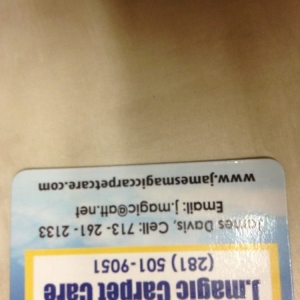 J.magic Carpet Care
(281) 501-9051
James Davis, Cell: 713- 261- 2133
Email: j.magic@att.net
www.jamesmagiccarpetcare.com